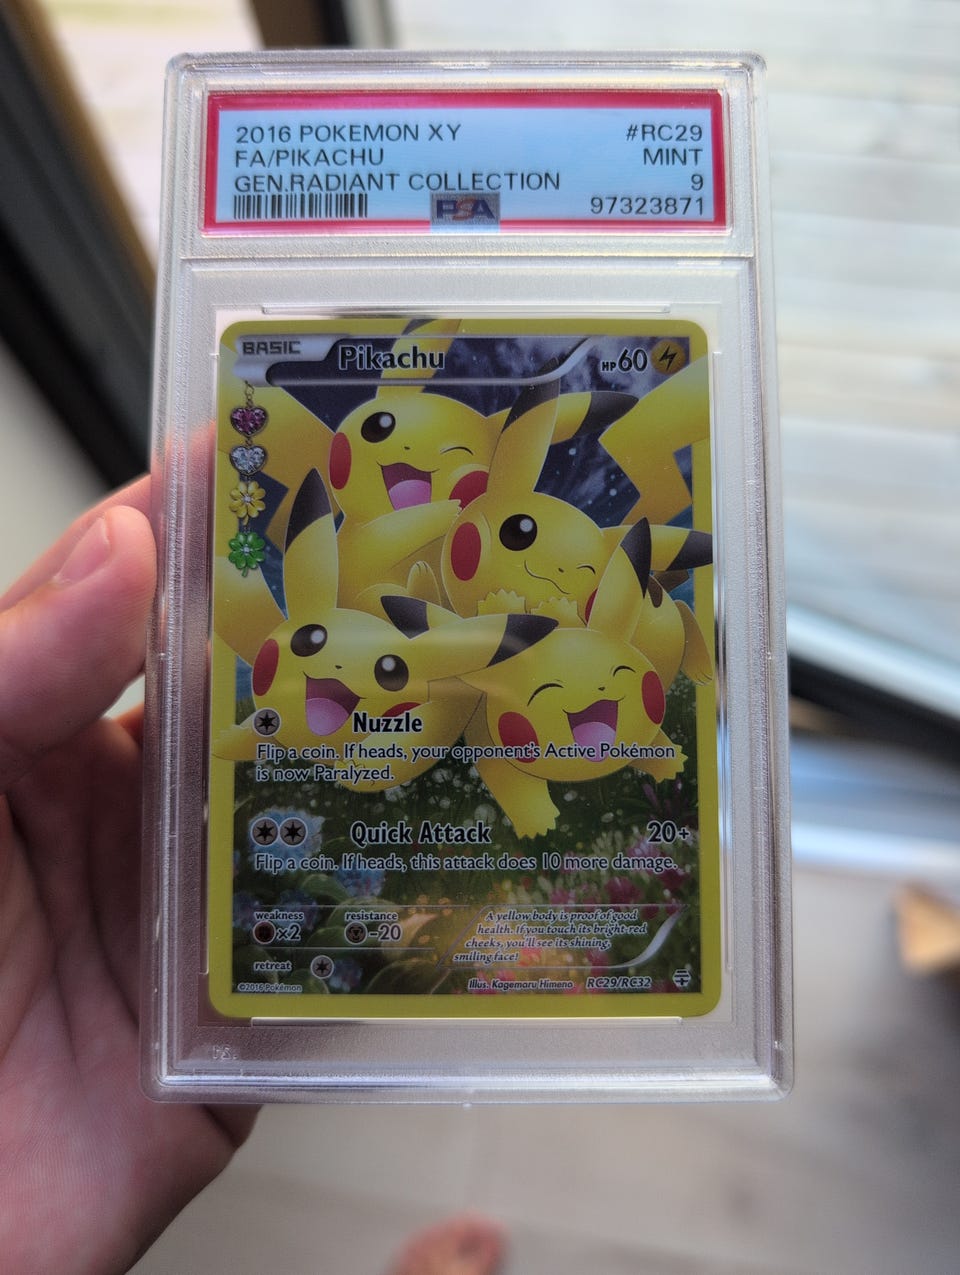 2016 POKEMON XY #RC29
FA/PIKACHU MINT
GEN.RADIANT COLLECTION 9
PSA 97323871
BASIC Pikachu HP60
Nuzzle
Flip a coin. If heads, your opponent's Active Pokémon
is now Paralyzed.
Quick Attack 20+
Flip a coin. If heads, this attack does 10 more damage.
weakness resistance
×2 -20
retreat
A yellow body is proof of good
health. If you touch its bright-red
cheeks, you'll see its shining,
smiling face!
©2016 Pokémon Illus. Kagemaru Himeno RC29/RC32